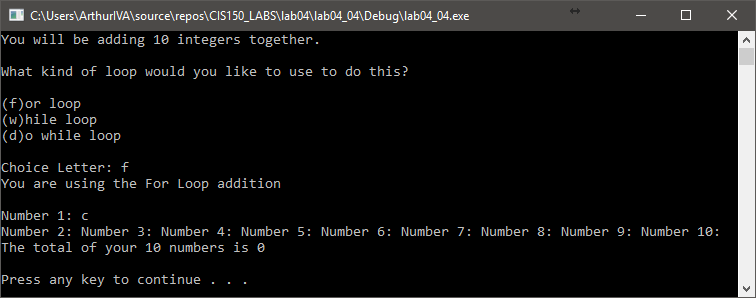 C:\Users\ArthurIVA\source\repos\CIS150_LABS\lab04\lab04_04\Debug\lab04_04.exe
You will be adding 10 integers together.
What kind of loop would you like to use to do this?
(f)or loop
(w)hile loop
(d)o while loop
Choice Letter: f
You are using the For Loop addition
Number 1: c
Number 2: Number 3: Number 4: Number 5: Number 6: Number 7: Number 8: Number 9: Number 10:
The total of your 10 numbers is 0
Press any key to continue . . .